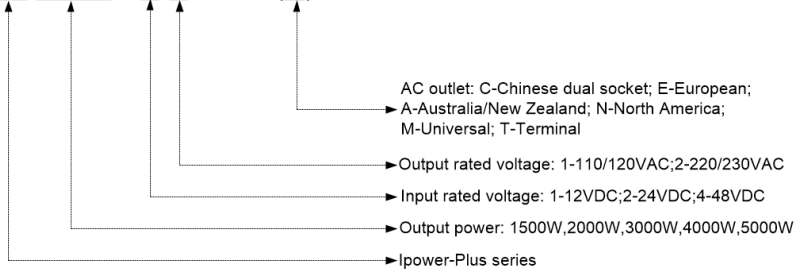 AC outlet: C-Chinese dual socket; E-European;
A-Australia/New Zealand; N-North America;
M-Universal; T-Terminal
Output rated voltage: 1-110/120VAC;2-220/230VAC
Input rated voltage: 1-12VDC;2-24VDC;4-48VDC
Output power: 1500W,2000W,3000W,4000W,5000W
Ipower-Plus series